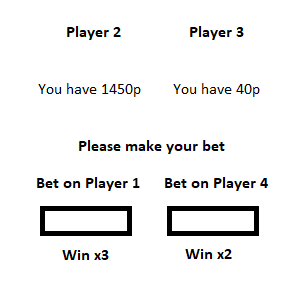 Player 2 Player 3
You have 1450p You have 40p
Please make your bet
Bet on Player 1 Bet on Player 4
Win x3 Win x2